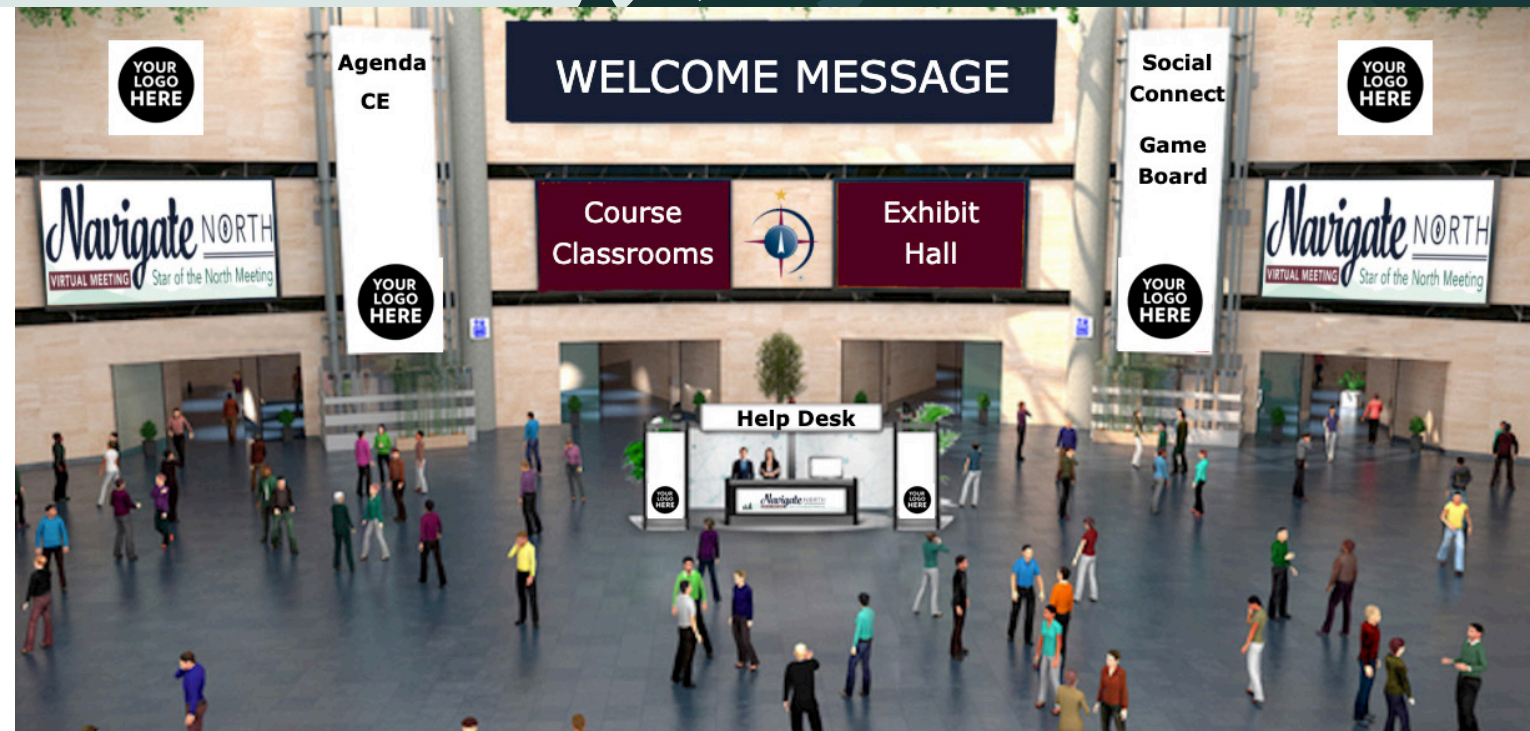 YOUR
LOGO
HERE
Agenda
CE
WELCOME MESSAGE
Social
Connect
Game
Board
YOUR
LOGO
HERE
Navigate NORTH
VIRTUAL MEETING Star of the North Meeting
Course
Classrooms
Exhibit
Hall
Navigate NORTH
VIRTUAL MEETING Star of the North Meeting
YOUR
LOGO
HERE
YOUR
LOGO
HERE
Help Desk
YOUR
LOGO
HERE
Navigate NORTH
YOUR
LOGO
HERE